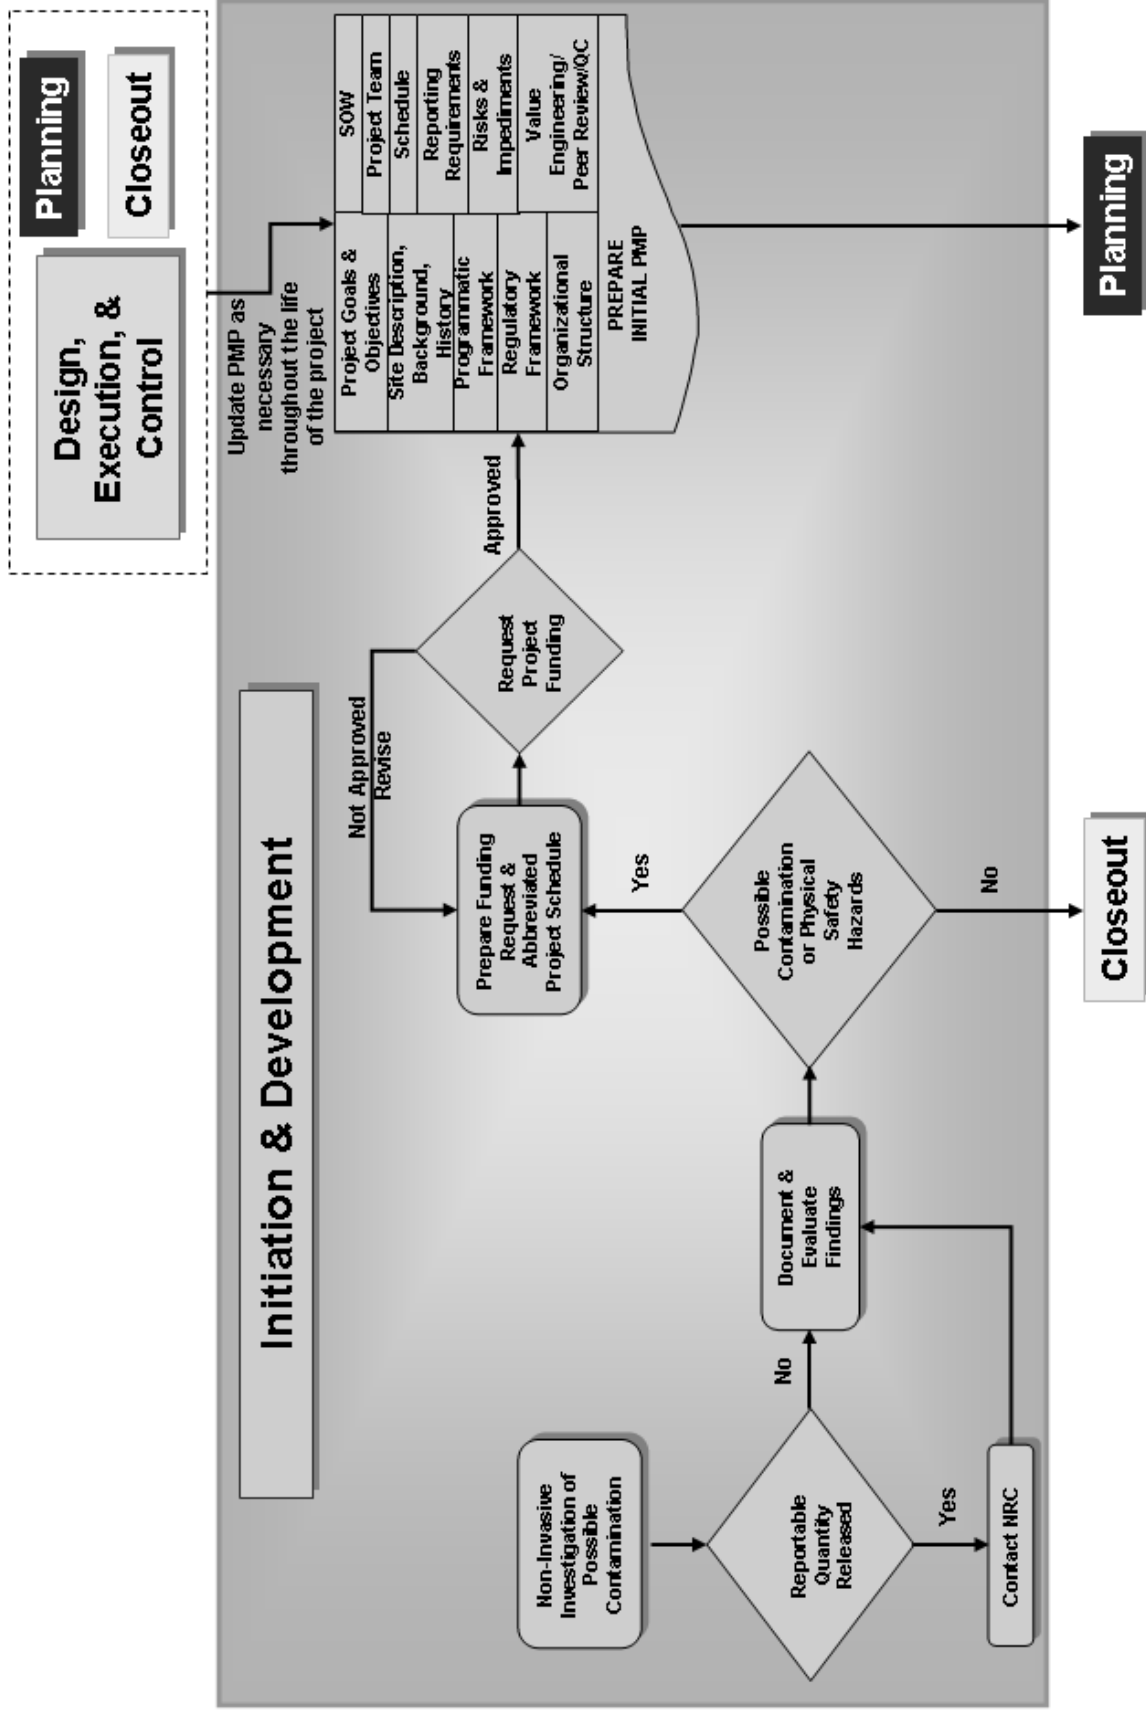 Initiation & Development
Design,
Execution, &
Control
Planning
Closeout
Update PMP as
necessary
throughout the life
of the project
Non-Invasive
Investigation of
Possible
Contamination
Reportable
Quantity
Released
Yes
Contact NRC
No
Document &
Evaluate
Findings
Possible
Contamination
or Physical
Safety
Hazards
No
Closeout
Yes
Prepare Funding
Request &
Abbreviated
Project Schedule
Not Approved
Revise
Request
Project
Funding
Approved
Project Goals &
Objectives
Site Description,
Background,
History
Programmatic
Framework
Regulatory
Framework
Organizational
Structure
SOW
Project Team
Schedule
Reporting
Requirements
Risks &
Impediments
Value
Engineering/
Peer Review/QC
PREPARE
INITIAL PMP
Planning